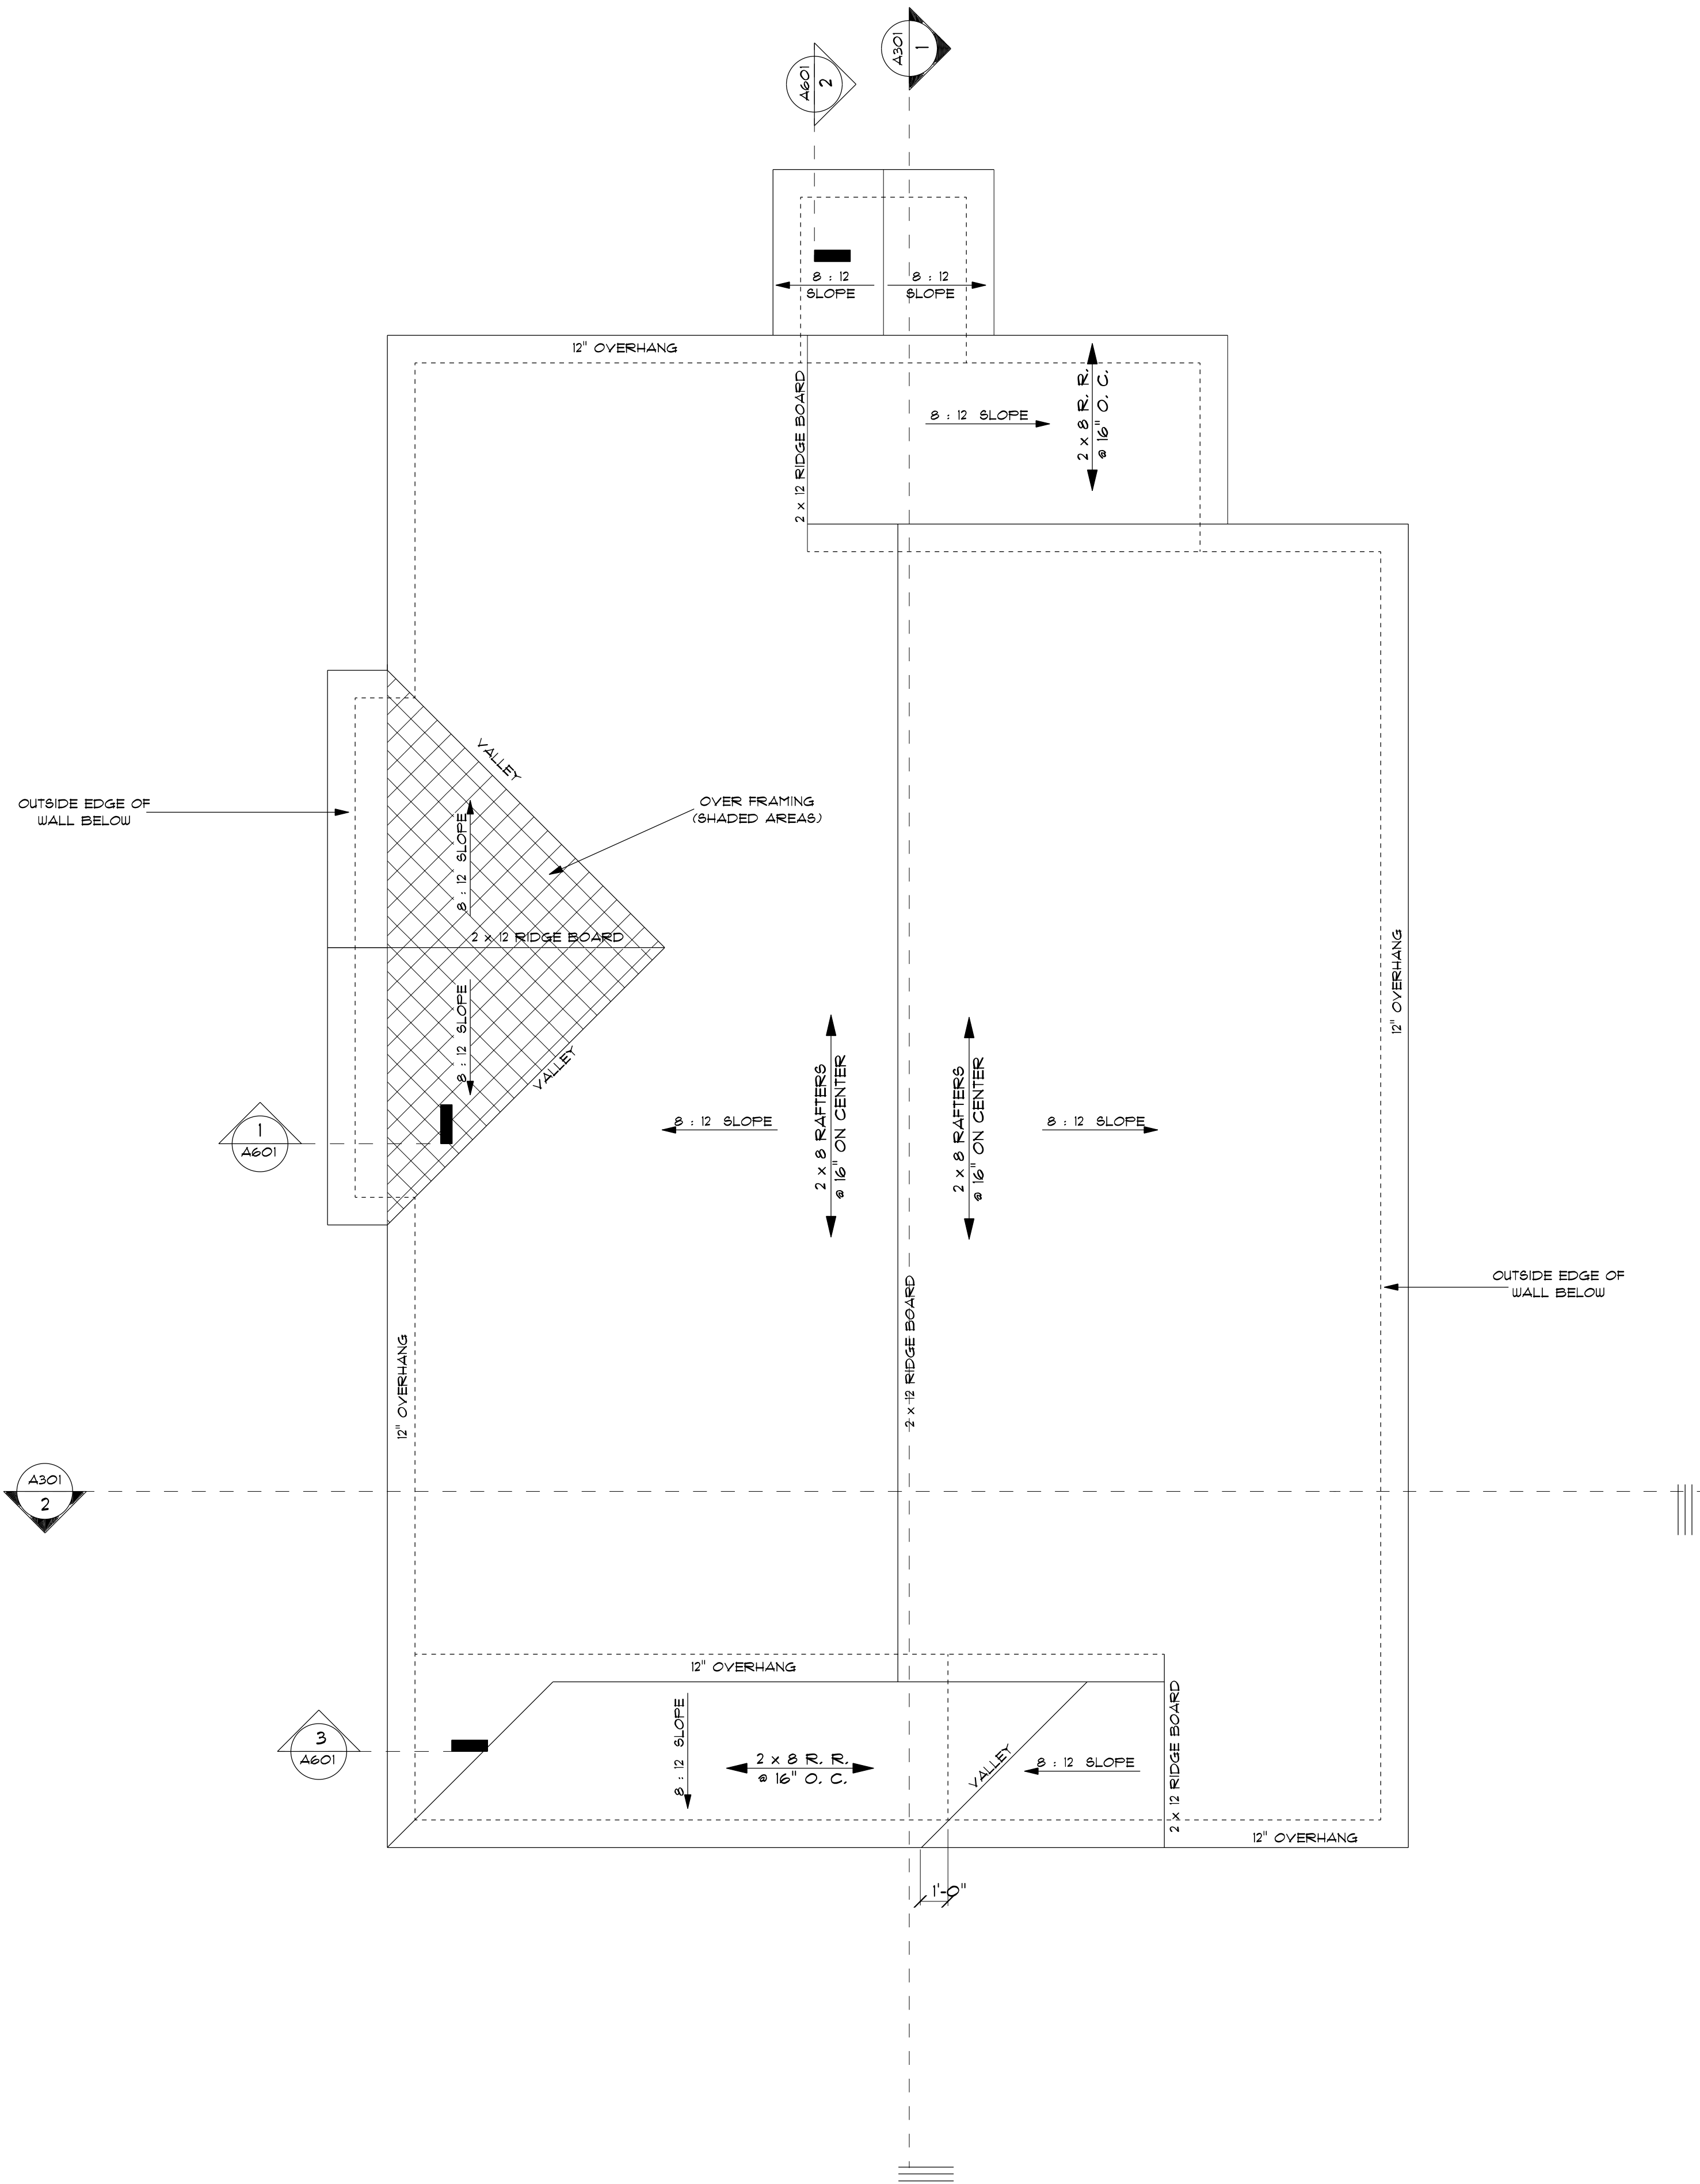 A301
1
A601
2
8 : 12
SLOPE
8 : 12
SLOPE
12" OVERHANG
2 x 12 RIDGE BOARD
8 : 12 SLOPE
2 x 8 R. R.
@ 16" O. C.
VALLEY
OUTSIDE EDGE OF
WALL BELOW
OVER FRAMING
(SHADED AREAS)
8 : 12 SLOPE
2 x 12 RIDGE BOARD
8 : 12 SLOPE
VALLEY
12" OVERHANG
1
A601
8 : 12 SLOPE
2 x 8 RAFTERS
@ 16" ON CENTER
2 x 8 RAFTERS
@ 16" ON CENTER
8 : 12 SLOPE
OUTSIDE EDGE OF
WALL BELOW
2 x 12 RIDGE BOARD
12" OVERHANG
A301
2
12" OVERHANG
3
A601
8 : 12 SLOPE
2 x 8 R. R.
@ 16" O. C.
VALLEY
8 : 12 SLOPE
2 x 12 RIDGE BOARD
12" OVERHANG
1'-0"